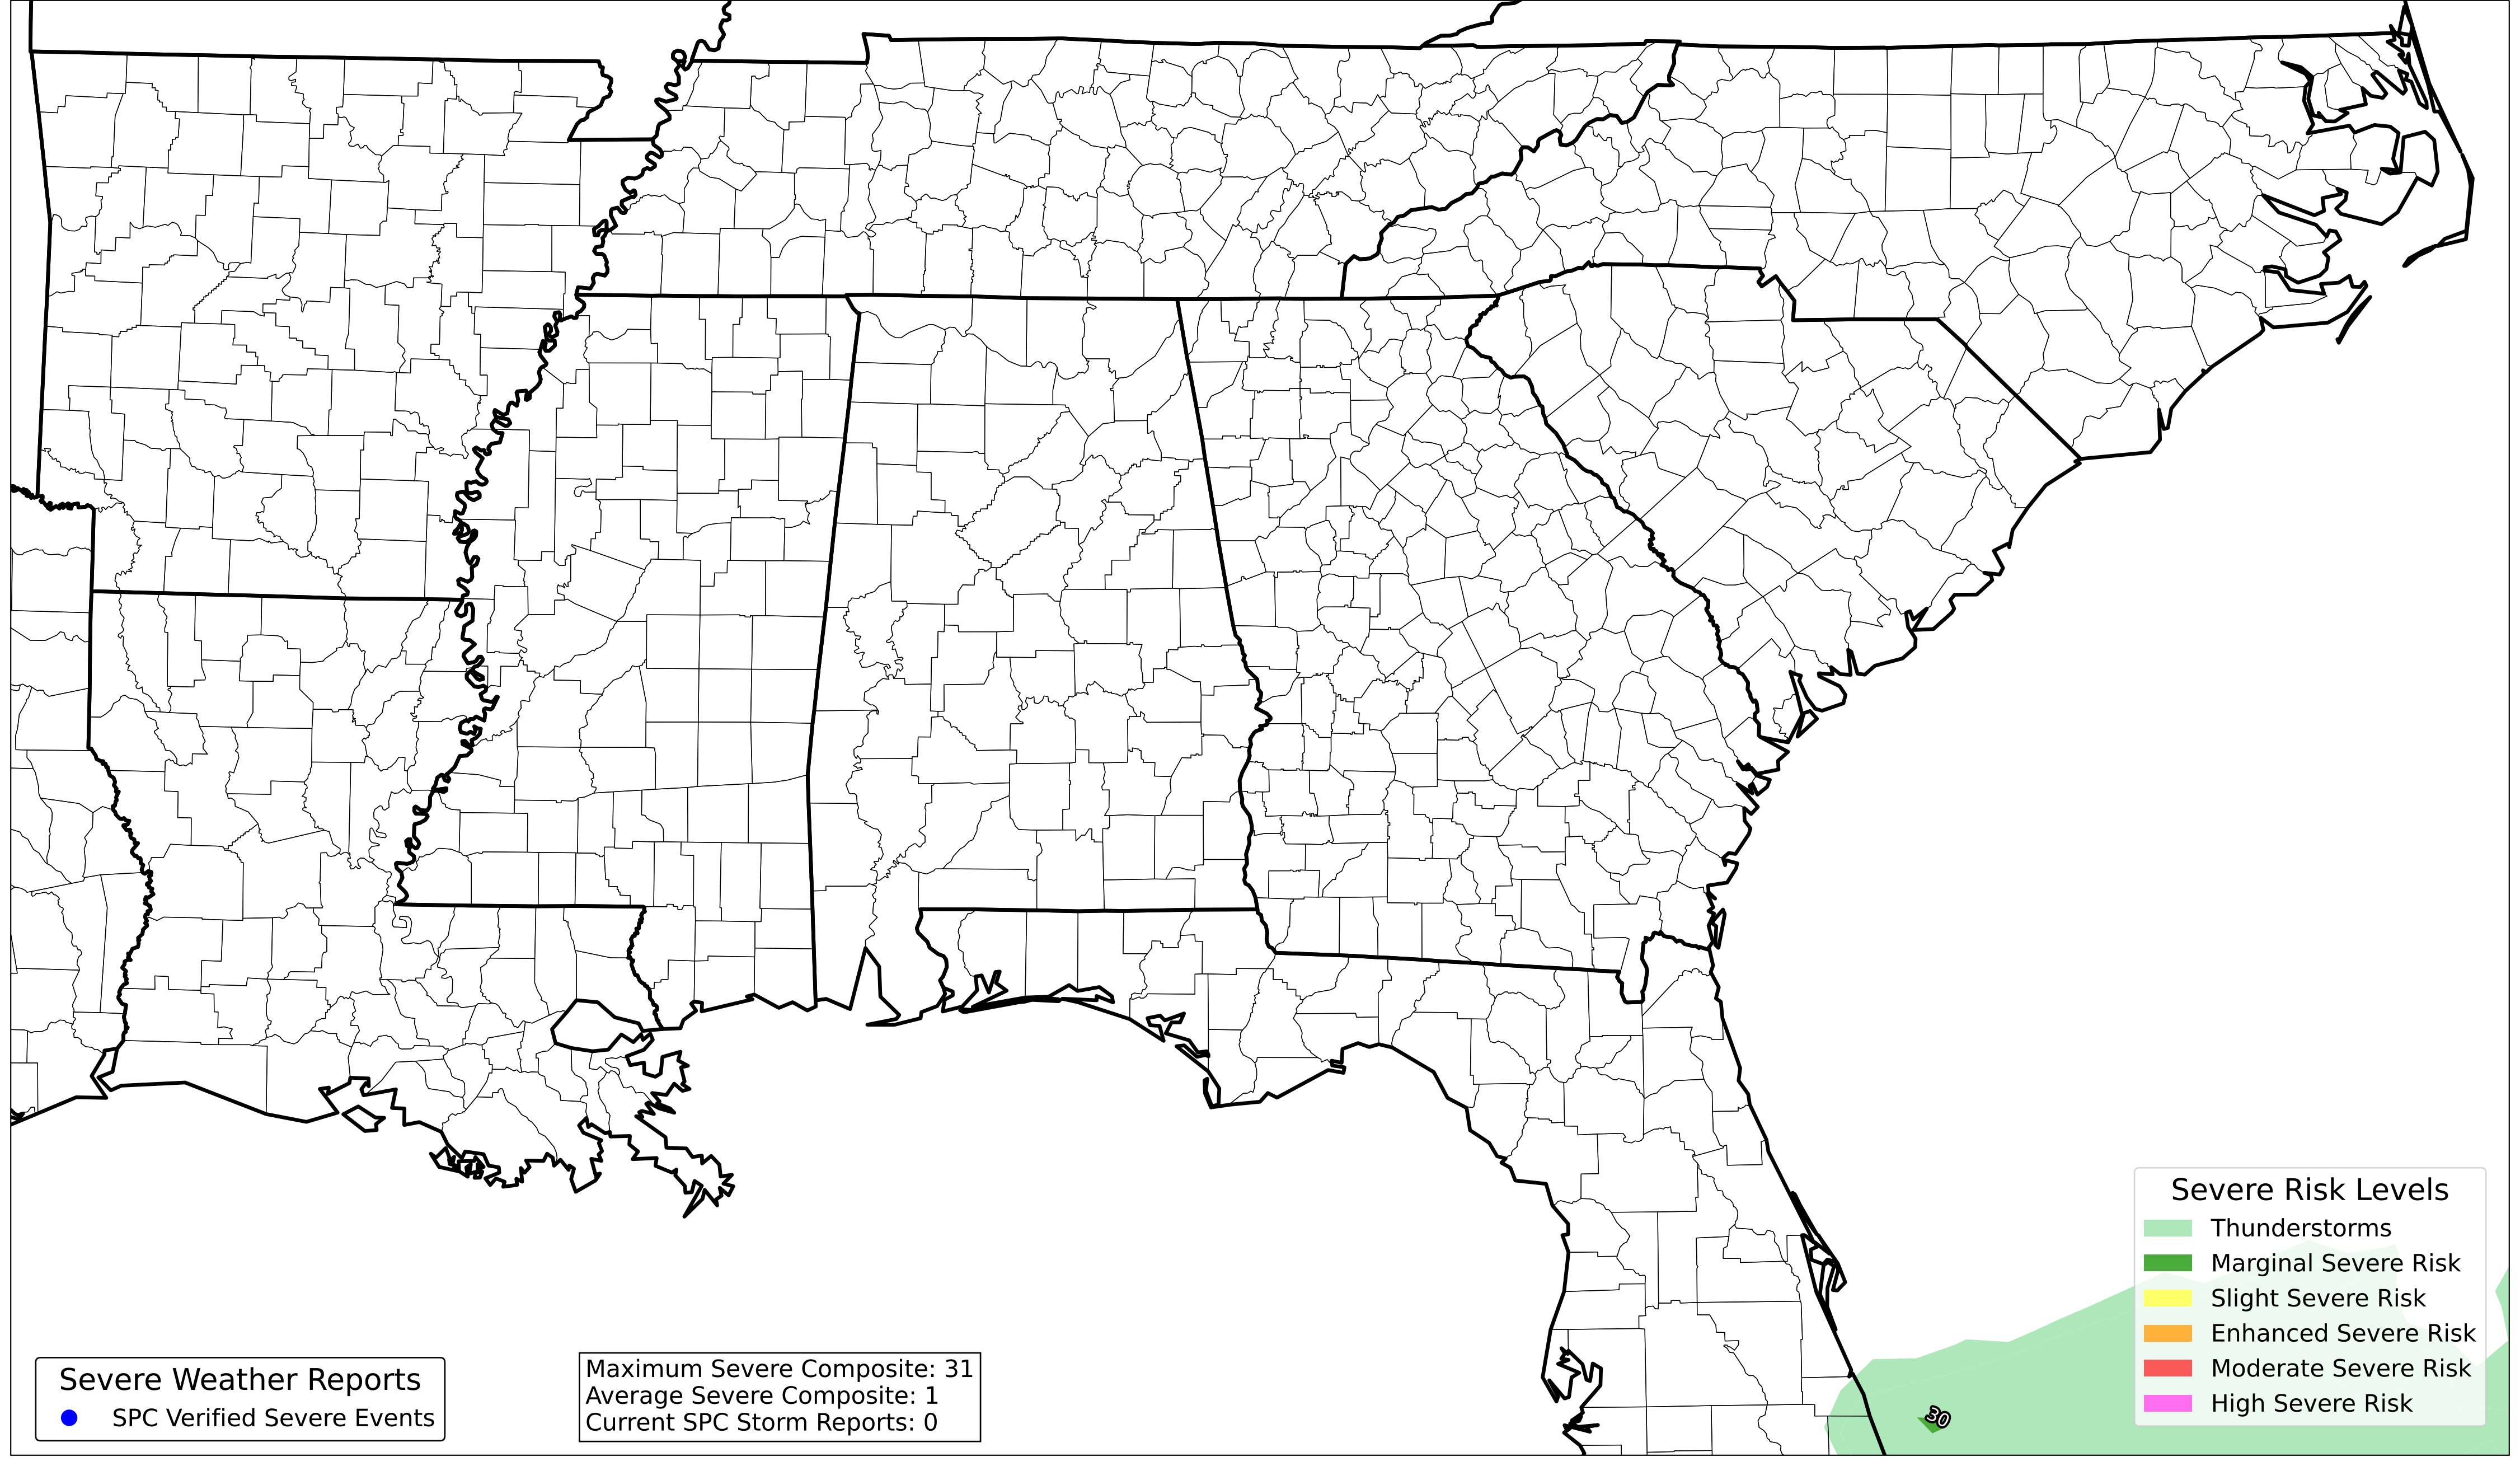 Severe Risk Levels
Thunderstorms
Marginal Severe Risk
Slight Severe Risk
Enhanced Severe Risk
Moderate Severe Risk
High Severe Risk
Severe Weather Reports
SPC Verified Severe Events
Maximum Severe Composite: 31
Average Severe Composite: 1
Current SPC Storm Reports: 0
30